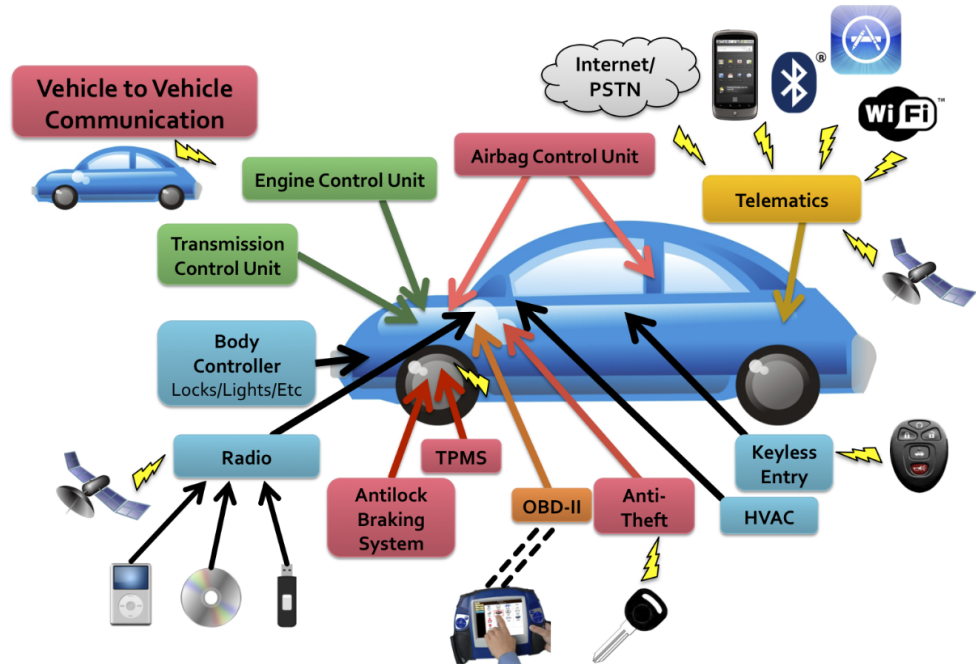 Vehicle to Vehicle
Communication
Internet/
PSTN
®
Wi Fi™
Engine Control Unit
Airbag Control Unit
Telematics
Transmission
Control Unit
Body
Controller
Locks/Lights/Etc
Radio
TPMS
Antilock
Braking
System
OBD-II
Anti-
Theft
Keyless
Entry
HVAC